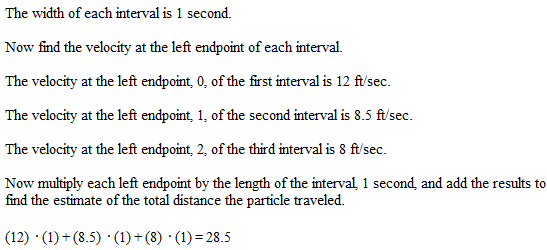 The width of each interval is 1 second.
Now find the velocity at the left endpoint of each interval.
The velocity at the left endpoint, 0, of the first interval is 12 ft/sec.
The velocity at the left endpoint, 1, of the second interval is 8.5 ft/sec.
The velocity at the left endpoint, 2, of the third interval is 8 ft/sec.
Now multiply each left endpoint by the length of the interval, 1 second, and add the results to
find the estimate of the total distance the particle traveled.
(12) · (1) + (8.5) · (1) + (8) · (1) = 28.5